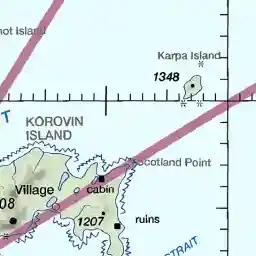 not Island
Karpa Island
1348
T
KOROVIN
ISLAND
Scotland Point
Village
cabin
08
1207
ruins
STRAIT